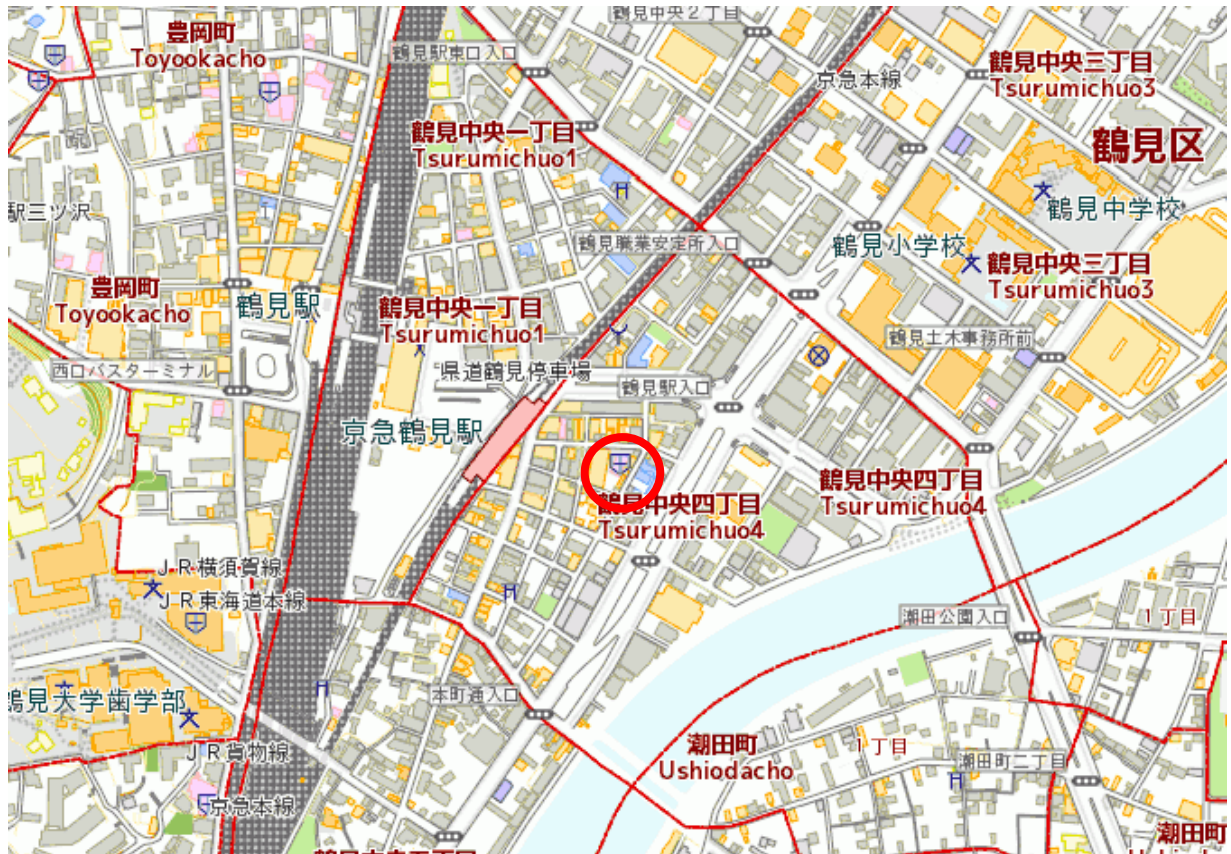 鶴見中央2丁目
豊岡町
Toyookacho
鶴見駅東口入口
鶴見中央三丁目
Tsurumichuo3
京急本線
鶴見中央一丁目
Tsurumichuo1
鶴見区
鶴見中学校
駅三ツ沢
鶴見職業安定所入口
鶴見小学校
鶴見中央三丁目
Tsurumichuo3
豊岡町
Toyookacho
鶴見駅
鶴見中央一丁目
Tsurumichuo1
鶴見土木事務所前
西口バスターミナル
県道鶴見停車場
鶴見駅入口
京急鶴見駅
鶴見中央四丁目
Tsurumichuo4
鶴見中央四丁目
Tsurumichuo4
JR横須賀線
JR東海道本線
潮田公園入口
1丁目
鶴見大学歯学部
本町通入口
JR貨物線
潮田町
Ushiodacho
1丁目
潮田町二丁目
京急本線
潮田町